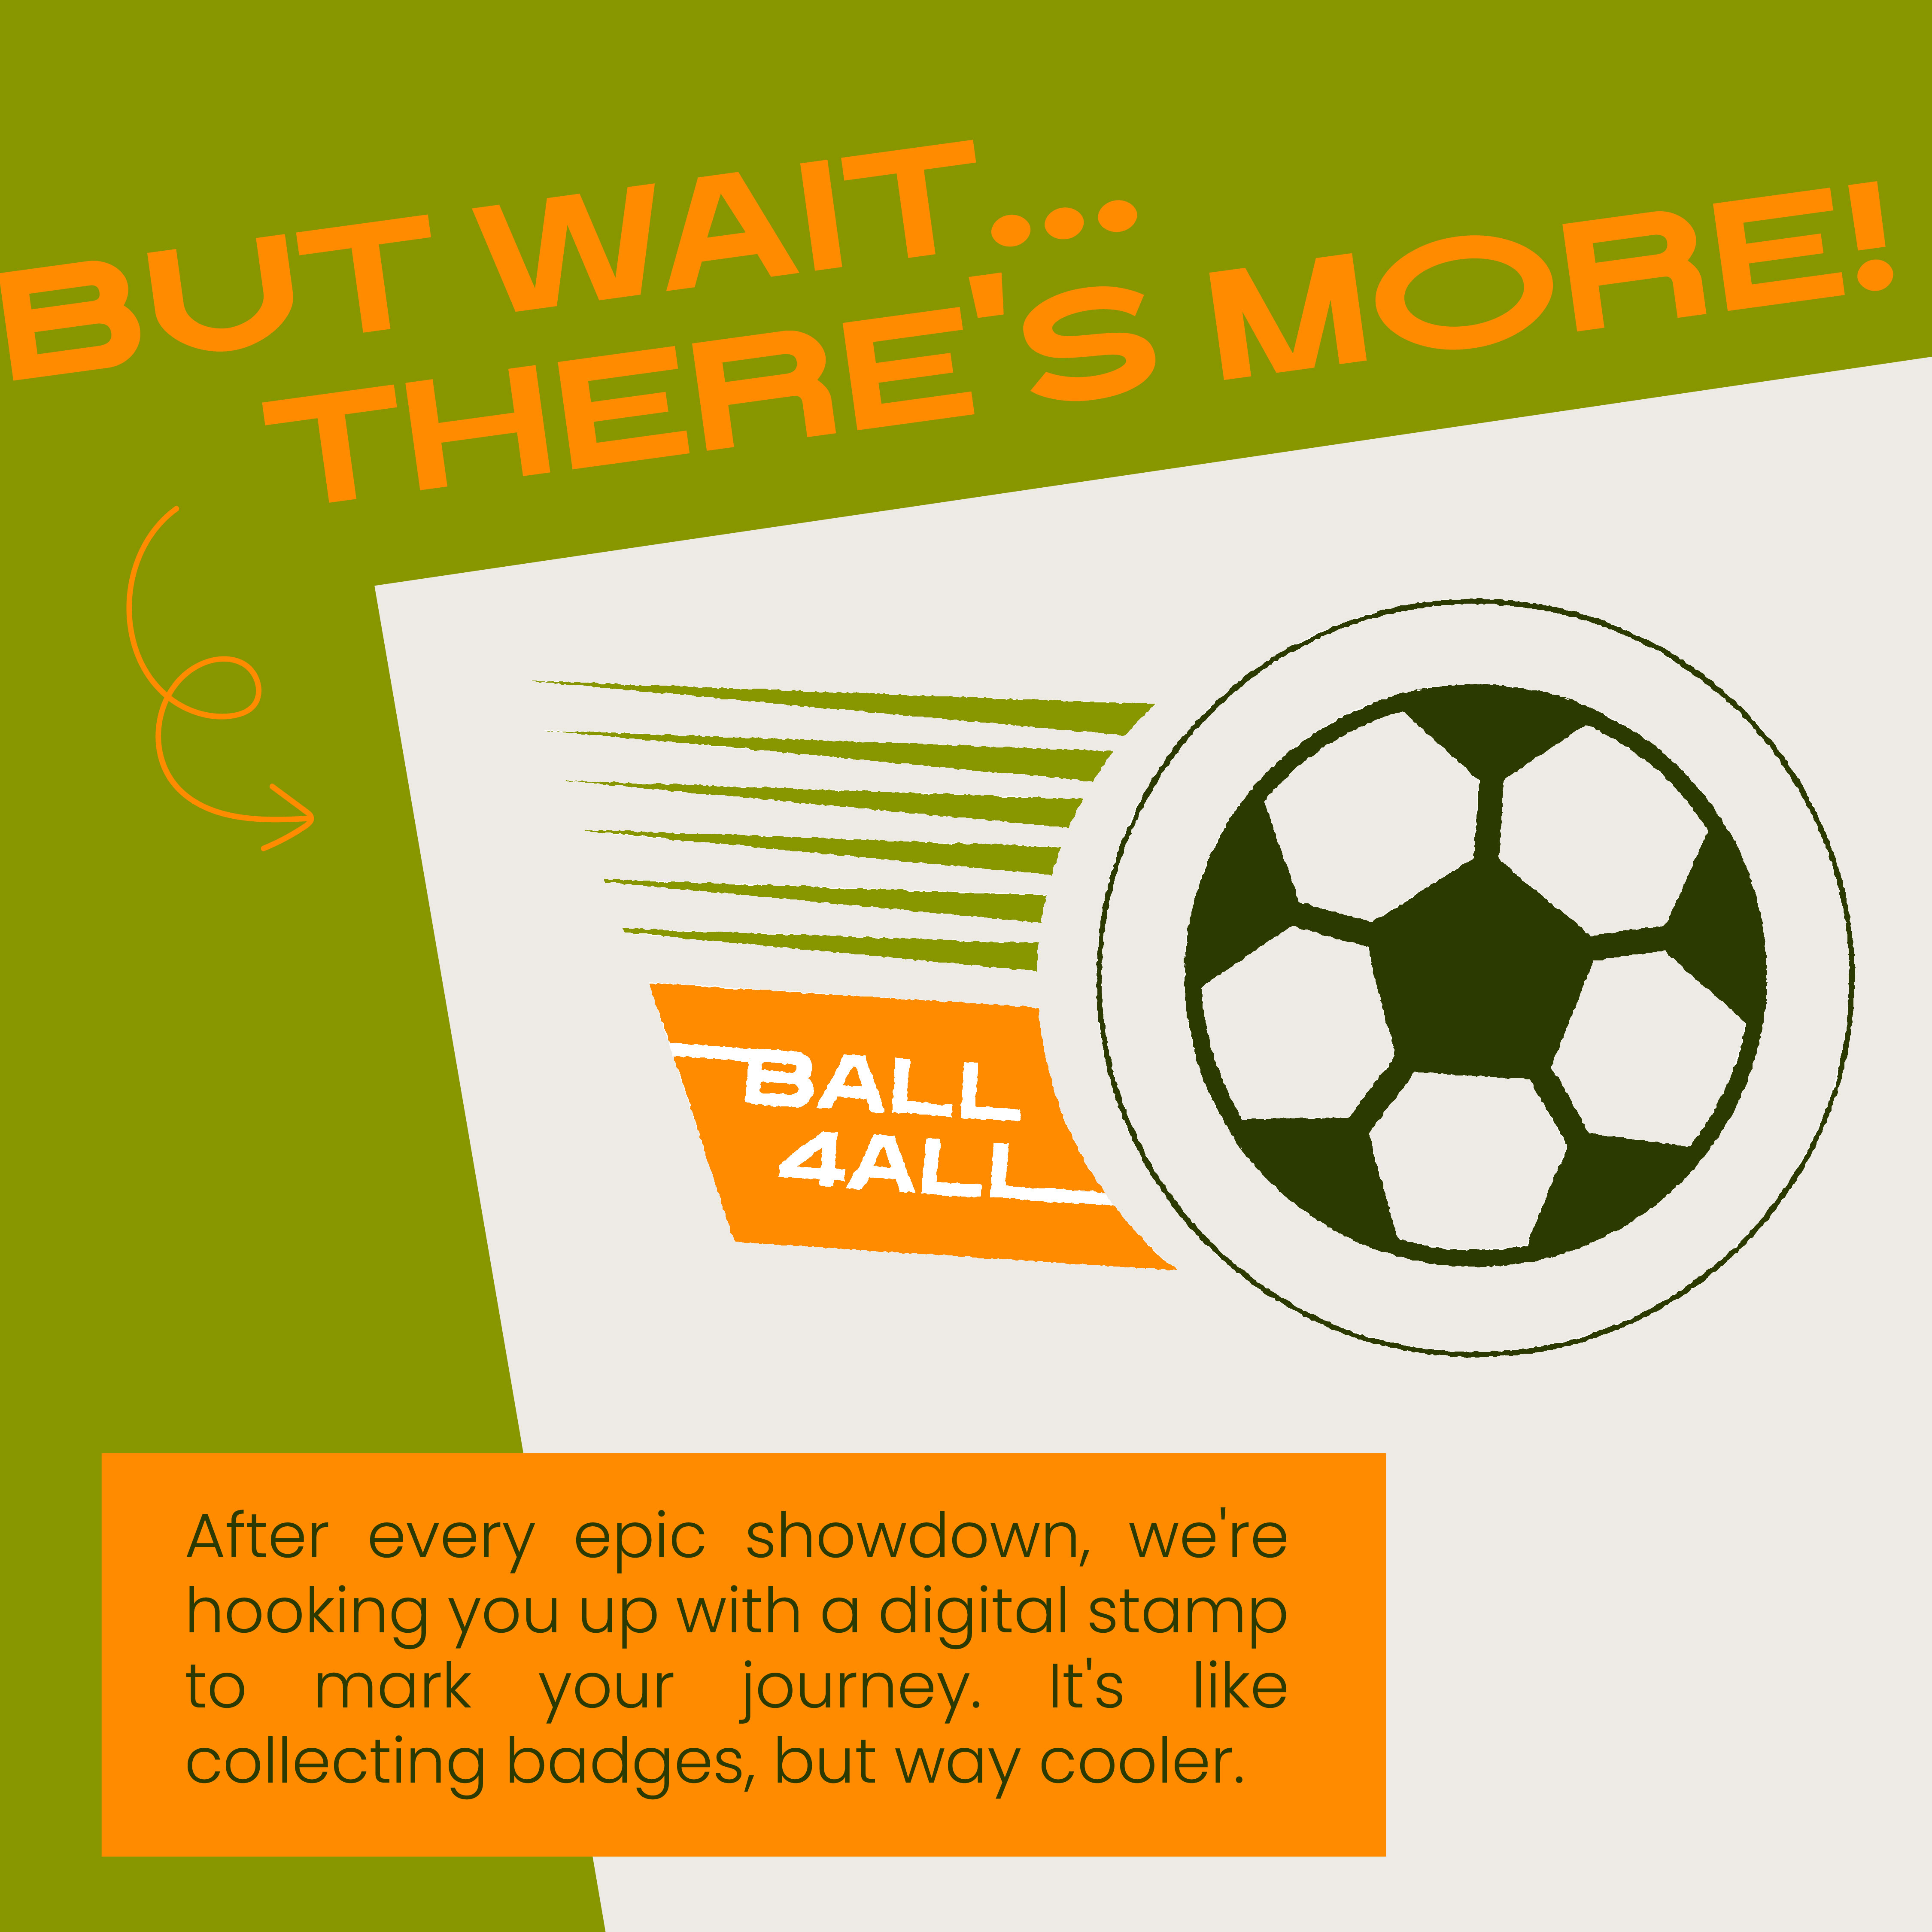 BUT WAIT...
THERE'S MORE!
BALL
4ALL
After every epic showdown, we're
hooking you up with a digital stamp
to mark your journey. It's like
collecting badges, but way cooler.